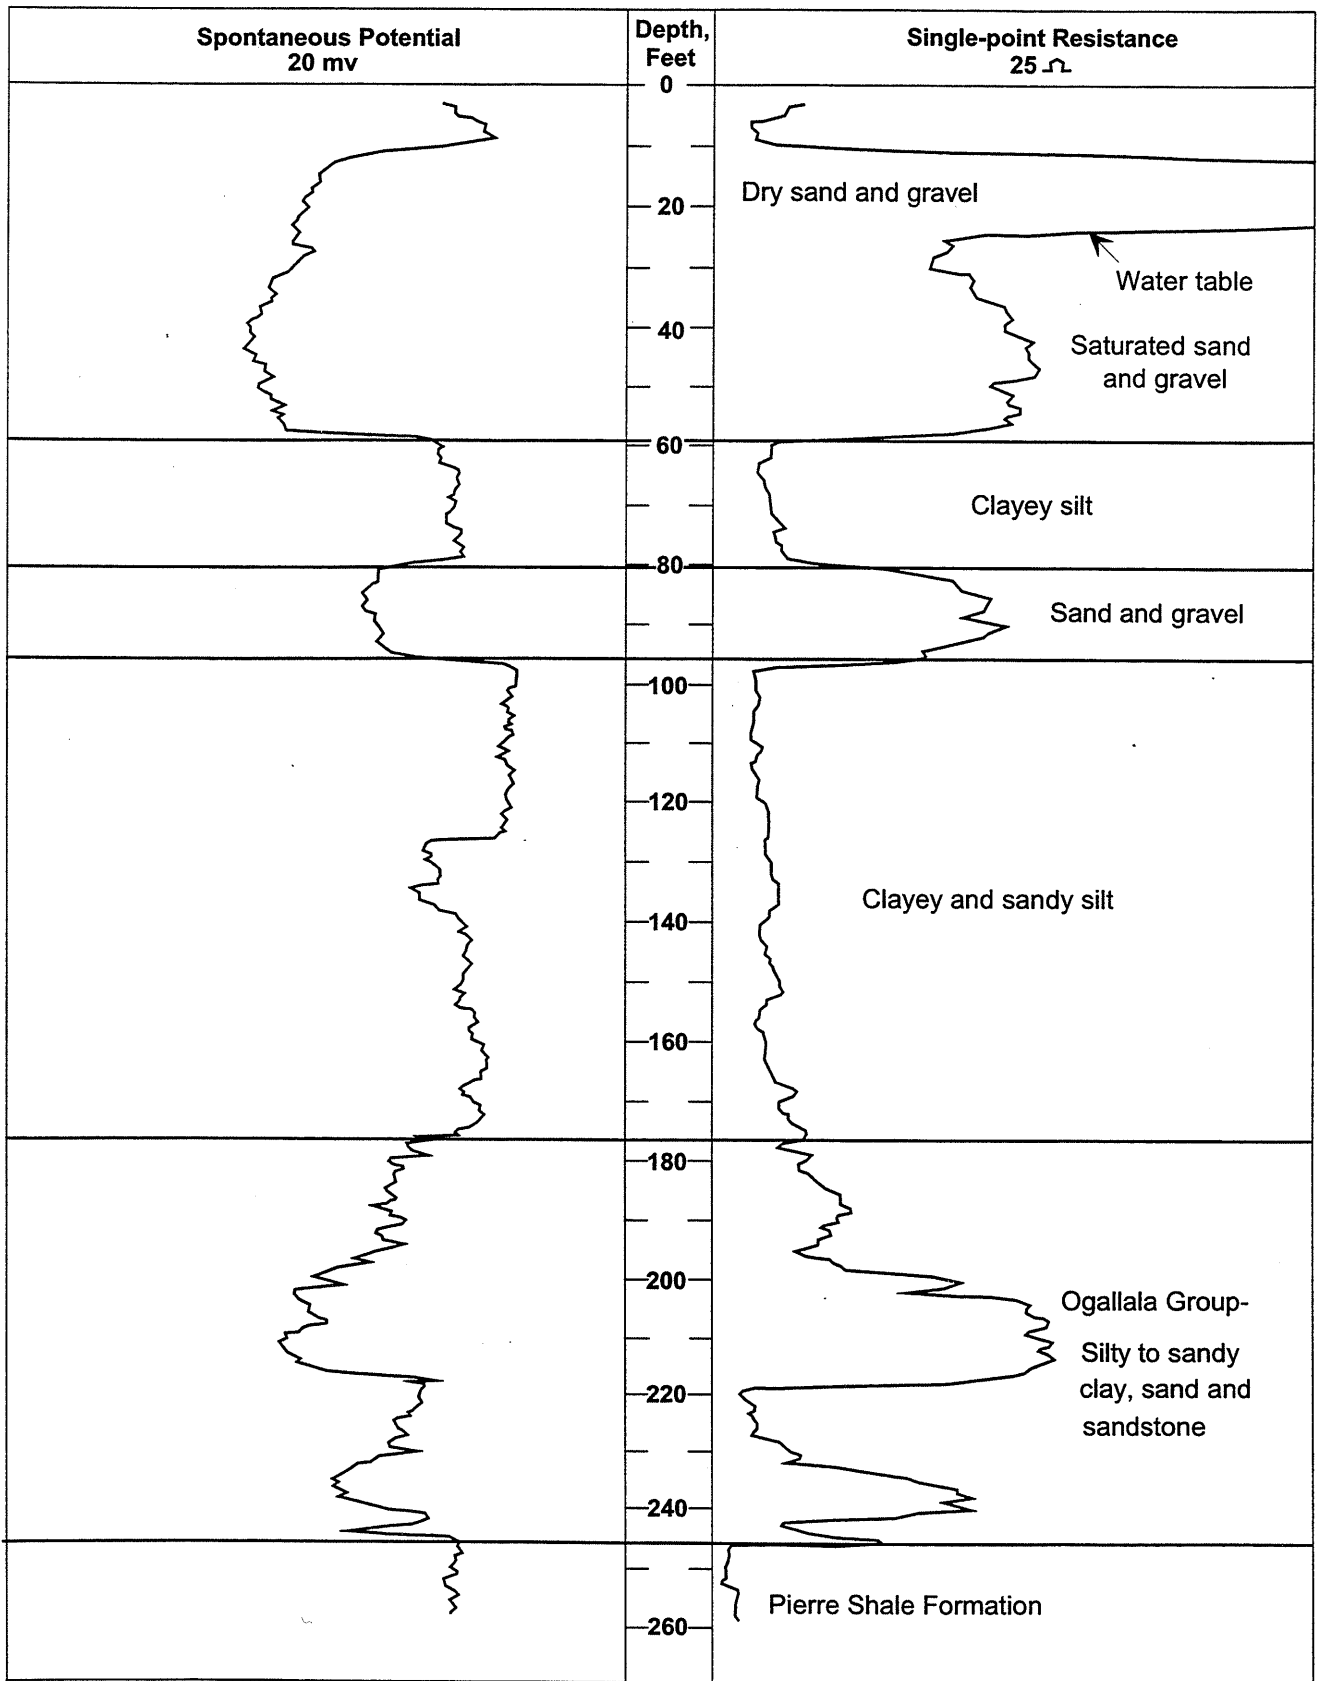 Spontaneous Potential
20 mv
Depth,
Feet
Single-point Resistance
25
0
Dry sand and gravel
20
Water table
40
Saturated sand
and gravel
60
Clayey silt
80
Sand and gravel
100
120
Clayey and sandy silt
140
160
180
200
Ogallala Group-
Silty to sandy
clay, sand and
sandstone
220
240
Pierre Shale Formation
260